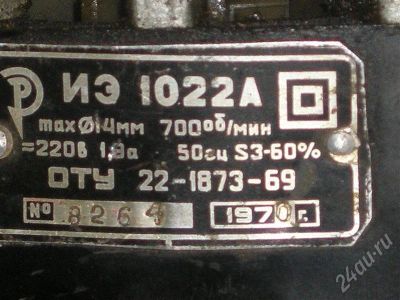 ИЭ 1022А
max Ø14мм 700об/мин
=220в 1,9а 50гц S3-60%
ОТУ 22-1873-69
№ 8264 1970г.
24au.ru